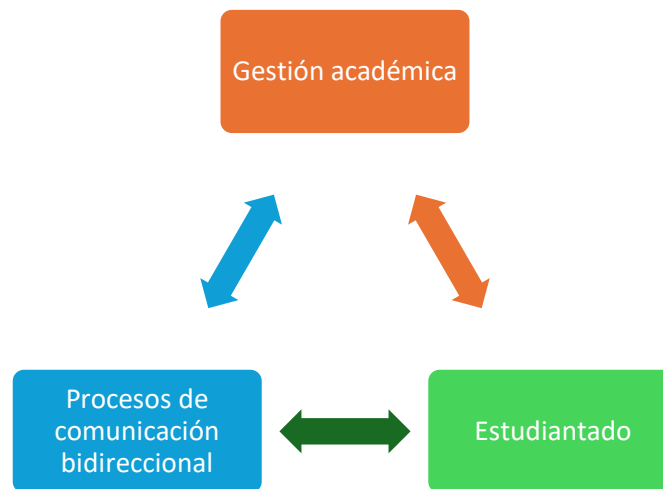 Gestión académica
Procesos de
comunicación
bidireccional
Estudiantado